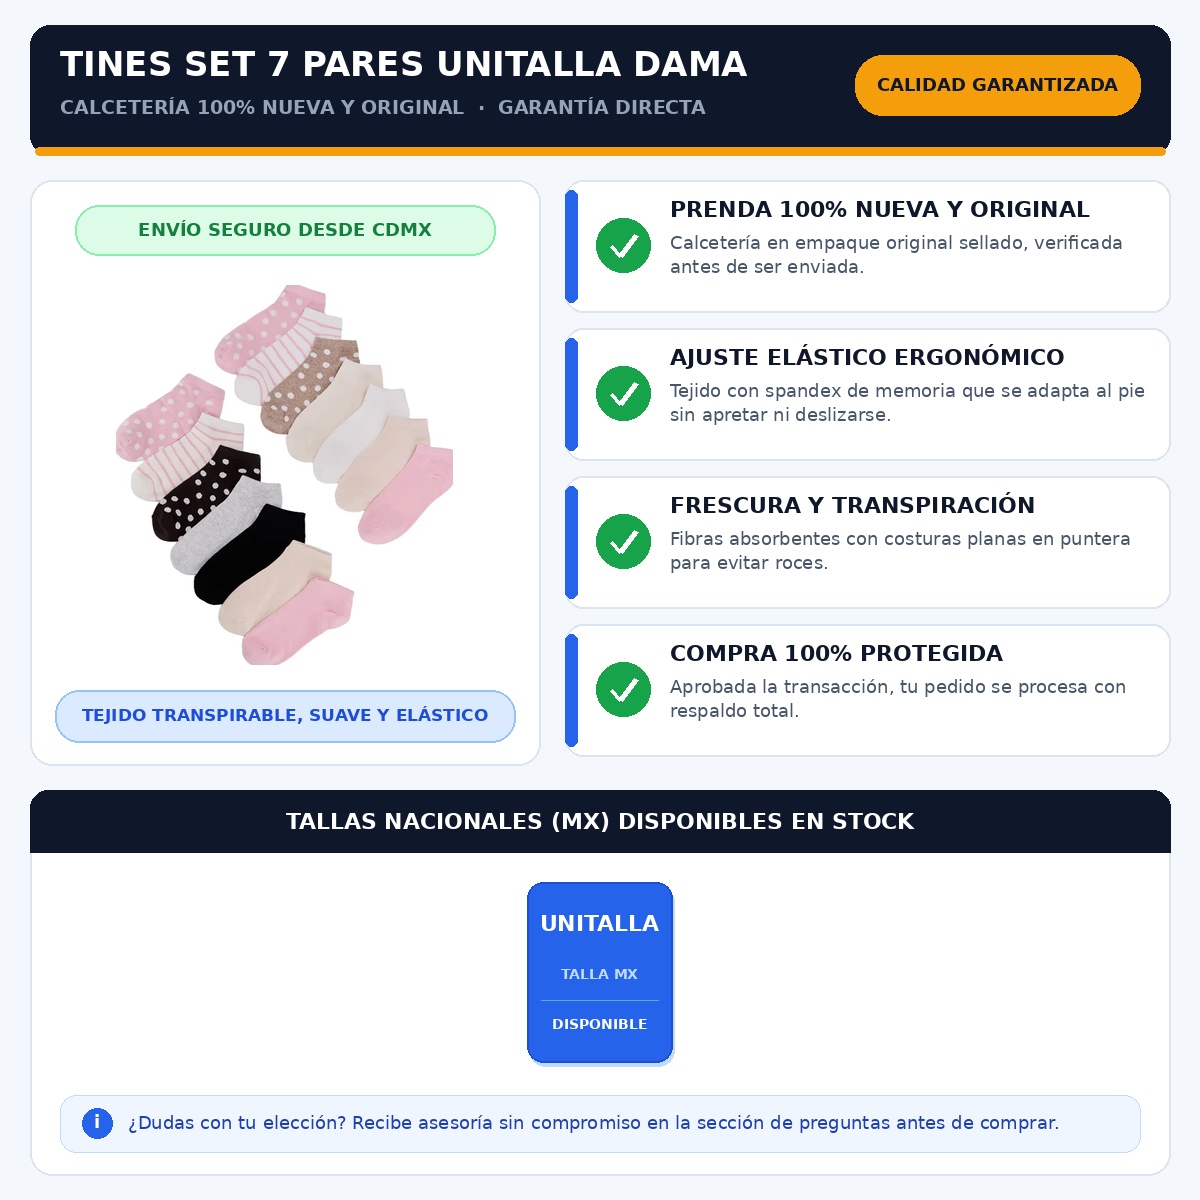 TINES SET 7 PARES UNITALLA DAMA
CALCETERÍA 100% NUEVA Y ORIGINAL · GARANTÍA DIRECTA
CALIDAD GARANTIZADA
ENVÍO SEGURO DESDE CDMX
TEJIDO TRANSPIRABLE, SUAVE Y ELÁSTICO
PRENDA 100% NUEVA Y ORIGINAL
Calcetería en empaque original sellado, verificada
antes de ser enviada.
AJUSTE ELÁSTICO ERGONÓMICO
Tejido con spandex de memoria que se adapta al pie
sin apretar ni deslizarse.
FRESCURA Y TRANSPIRACIÓN
Fibras absorbentes con costuras planas en puntera
para evitar roces.
COMPRA 100% PROTEGIDA
Aprobada la transacción, tu pedido se procesa con
respaldo total.
TALLAS NACIONALES (MX) DISPONIBLES EN STOCK
UNITALLA
TALLA MX
DISPONIBLE
i ¿Dudas con tu elección? Recibe asesoría sin compromiso en la sección de preguntas antes de comprar.